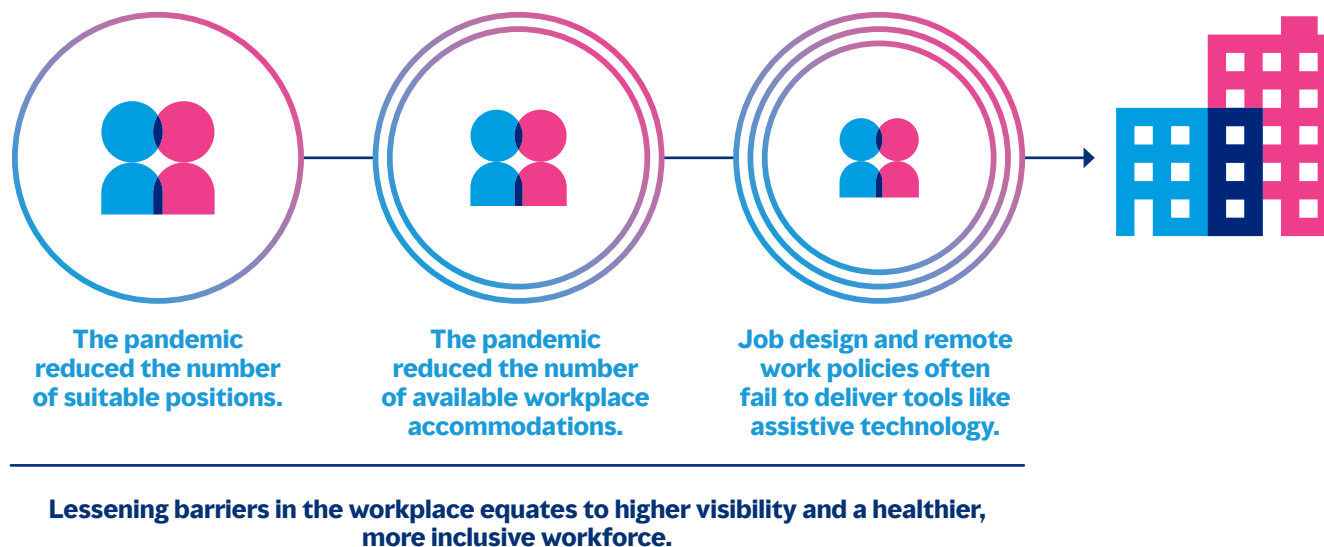 The pandemic
reduced the number
of suitable positions.
The pandemic
reduced the number
of available workplace
accommodations.
Job design and remote
work policies often
fail to deliver tools like
assistive technology.
Lessening barriers in the workplace equates to higher visibility and a healthier,
more inclusive workforce.